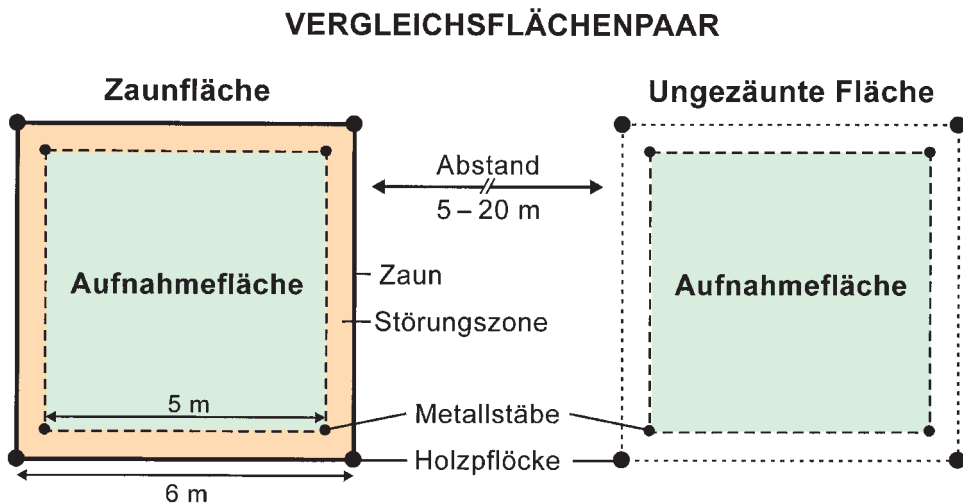 VERGLEICHSFLÄCHENPAAR
Zaunfläche
Ungezäunte Fläche
Abstand
5 – 20 m
Aufnahmefläche
Zaun
Störungszone
Aufnahmefläche
5 m
Metallstäbe
Holzpflöcke
6 m